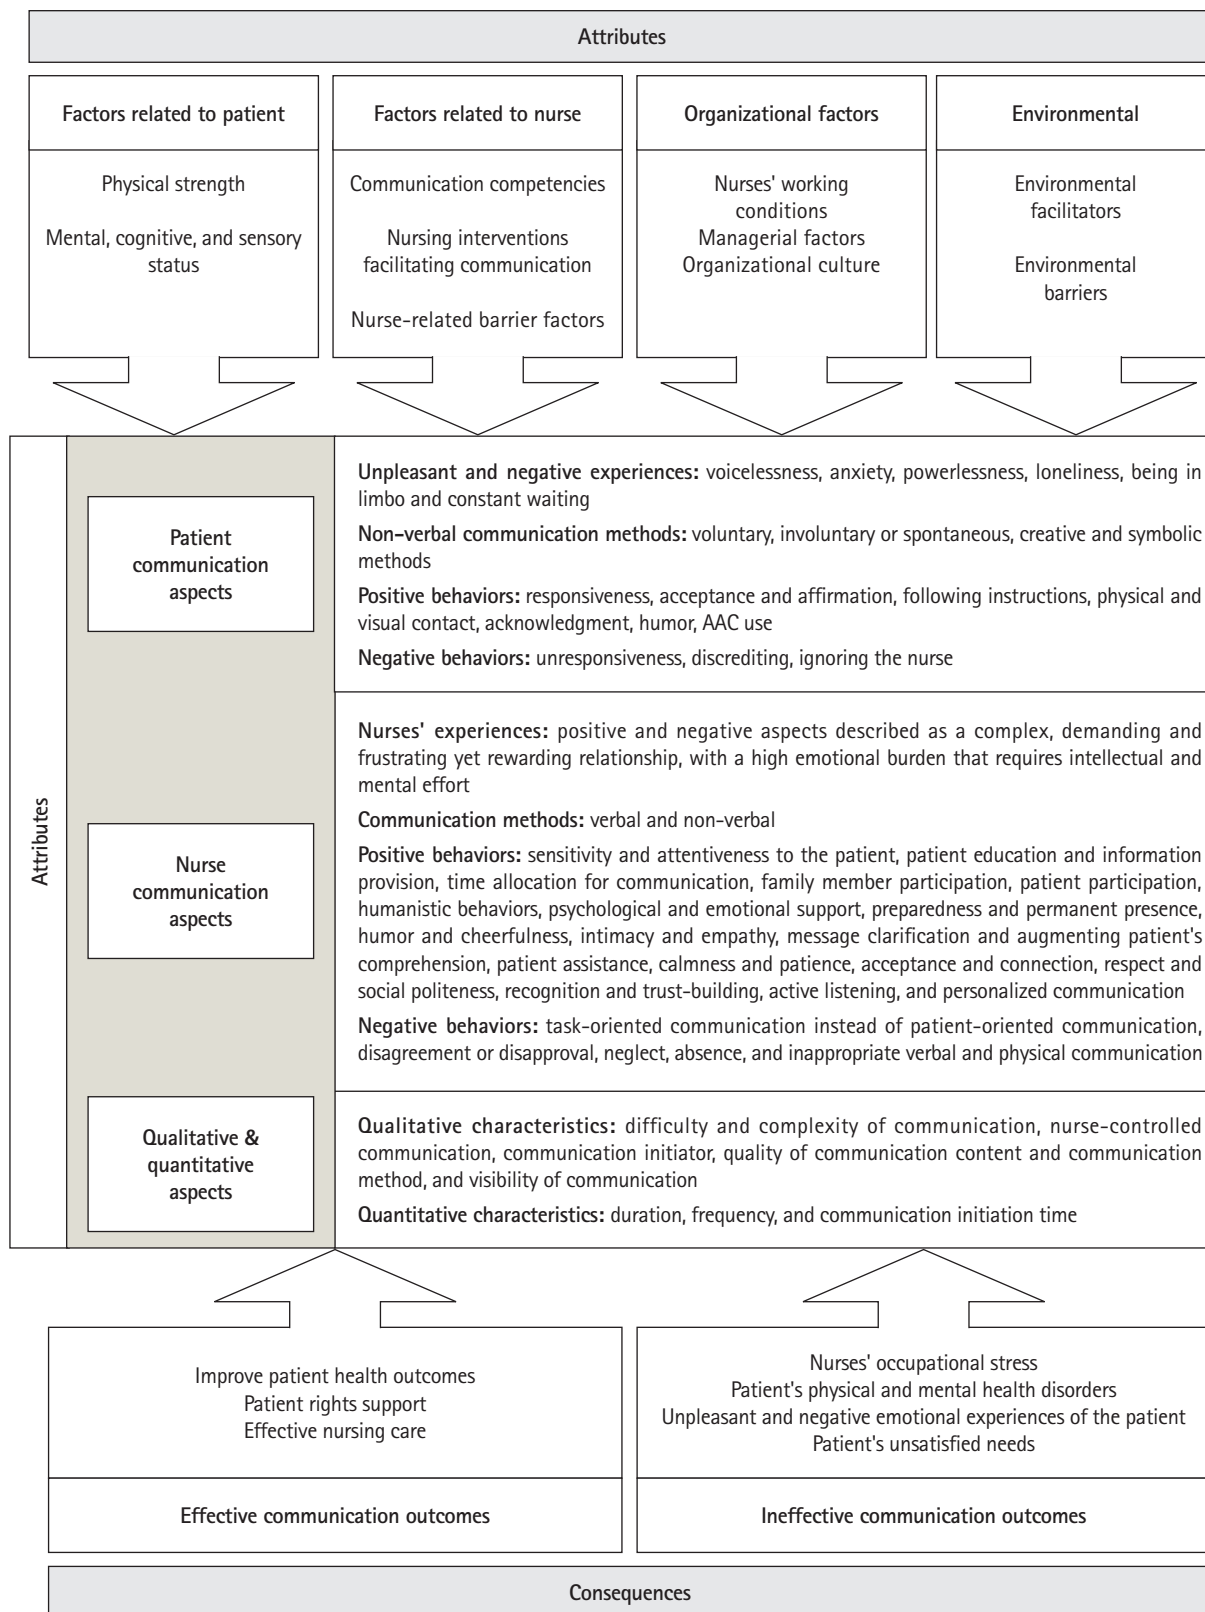 Attributes
Factors related to patient
Physical strength
Mental, cognitive, and sensory
status
Factors related to nurse
Communication competencies
Nursing interventions
facilitating communication
Nurse-related barrier factors
Organizational factors
Nurses' working
conditions
Managerial factors
Organizational culture
Environmental
Environmental
facilitators
Environmental
barriers
Attributes
Patient
communication
aspects
Unpleasant and negative experiences: voicelessness, anxiety, powerlessness, loneliness, being in
limbo and constant waiting
Non-verbal communication methods: voluntary, involuntary or spontaneous, creative and symbolic
methods
Positive behaviors: responsiveness, acceptance and affirmation, following instructions, physical and
visual contact, acknowledgment, humor, AAC use
Negative behaviors: unresponsiveness, discrediting, ignoring the nurse
Nurse
communication
aspects
Nurses' experiences: positive and negative aspects described as a complex, demanding and
frustrating yet rewarding relationship, with a high emotional burden that requires intellectual and
mental effort
Communication methods: verbal and non-verbal
Positive behaviors: sensitivity and attentiveness to the patient, patient education and information
provision, time allocation for communication, family member participation, patient participation,
humanistic behaviors, psychological and emotional support, preparedness and permanent presence,
humor and cheerfulness, intimacy and empathy, message clarification and augmenting patient's
comprehension, patient assistance, calmness and patience, acceptance and connection, respect and
social politeness, recognition and trust-building, active listening, and personalized communication
Negative behaviors: task-oriented communication instead of patient-oriented communication,
disagreement or disapproval, neglect, absence, and inappropriate verbal and physical communication
Qualitative &
quantitative
aspects
Qualitative characteristics: difficulty and complexity of communication, nurse-controlled
communication, communication initiator, quality of communication content and communication
method, and visibility of communication
Quantitative characteristics: duration, frequency, and communication initiation time
Improve patient health outcomes
Patient rights support
Effective nursing care
Effective communication outcomes
Nurses' occupational stress
Patient's physical and mental health disorders
Unpleasant and negative emotional experiences of the patient
Patient's unsatisfied needs
Ineffective communication outcomes
Consequences